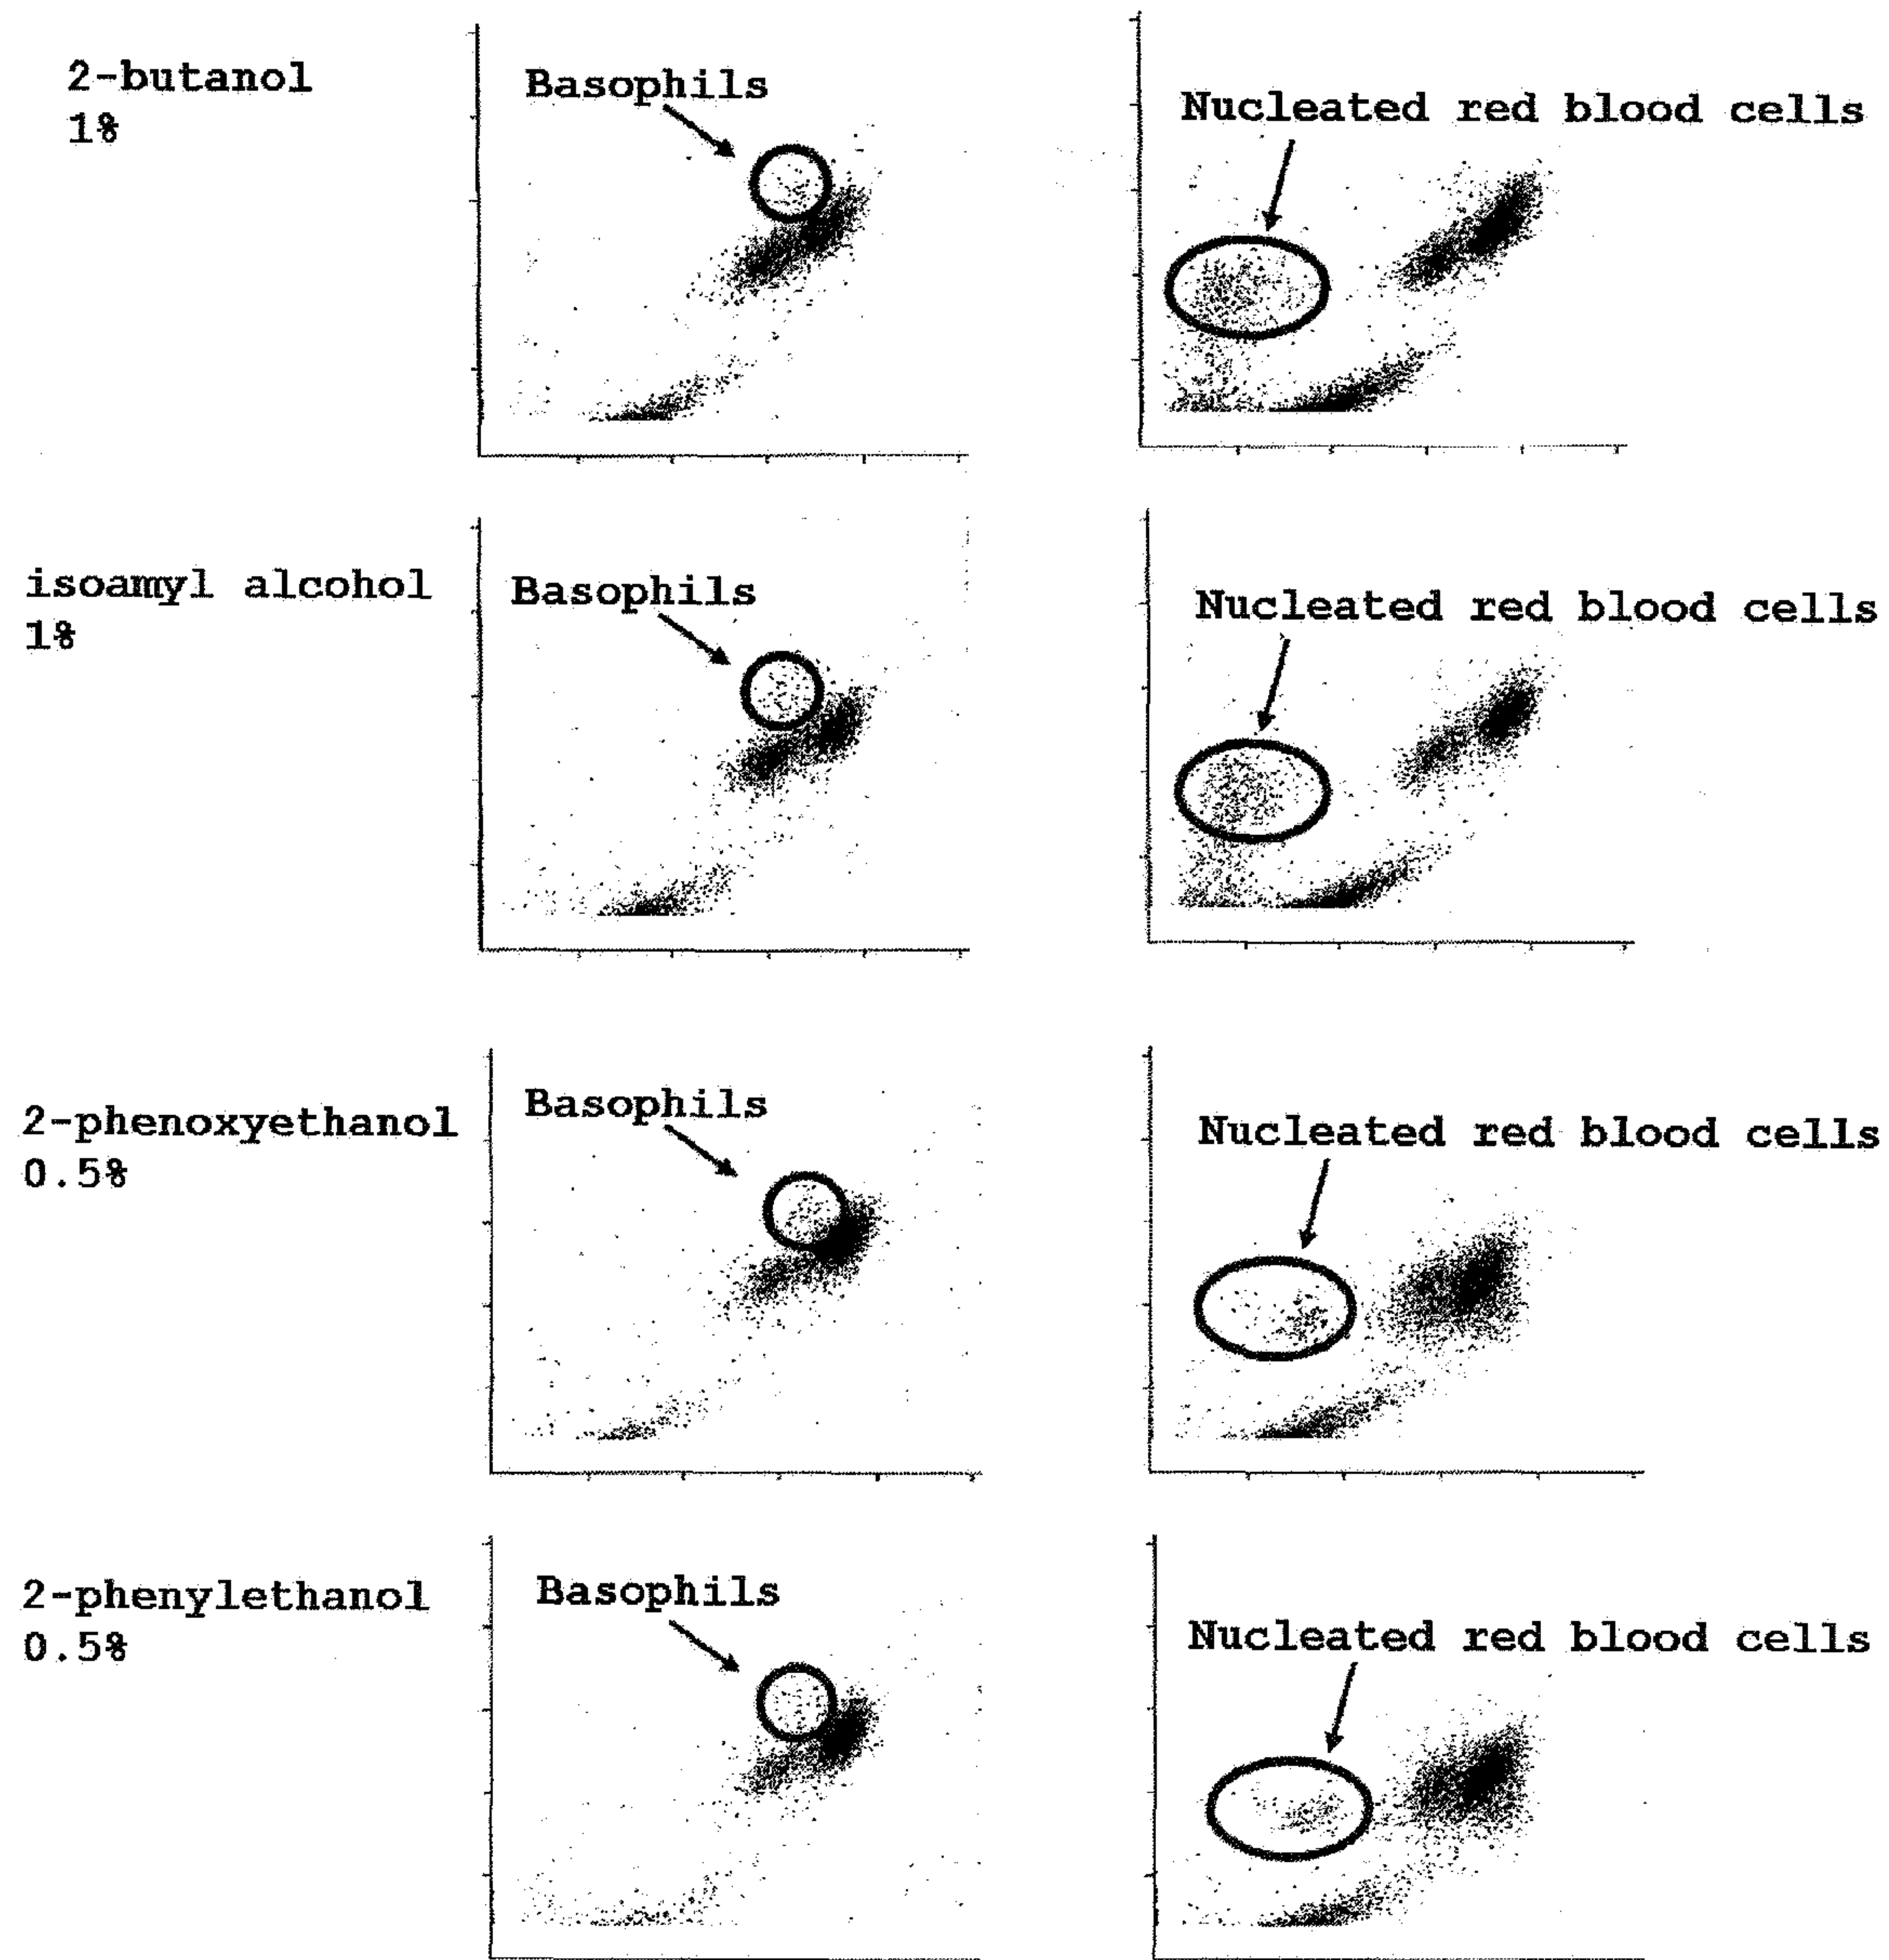 2-butanol
1%
Basophils
Nucleated red blood cells
isoamyl alcohol
1%
Basophils
Nucleated red blood cells
2-phenoxyethanol
0.5%
Basophils
Nucleated red blood cells
2-phenylethanol
0.5%
Basophils
Nucleated red blood cells